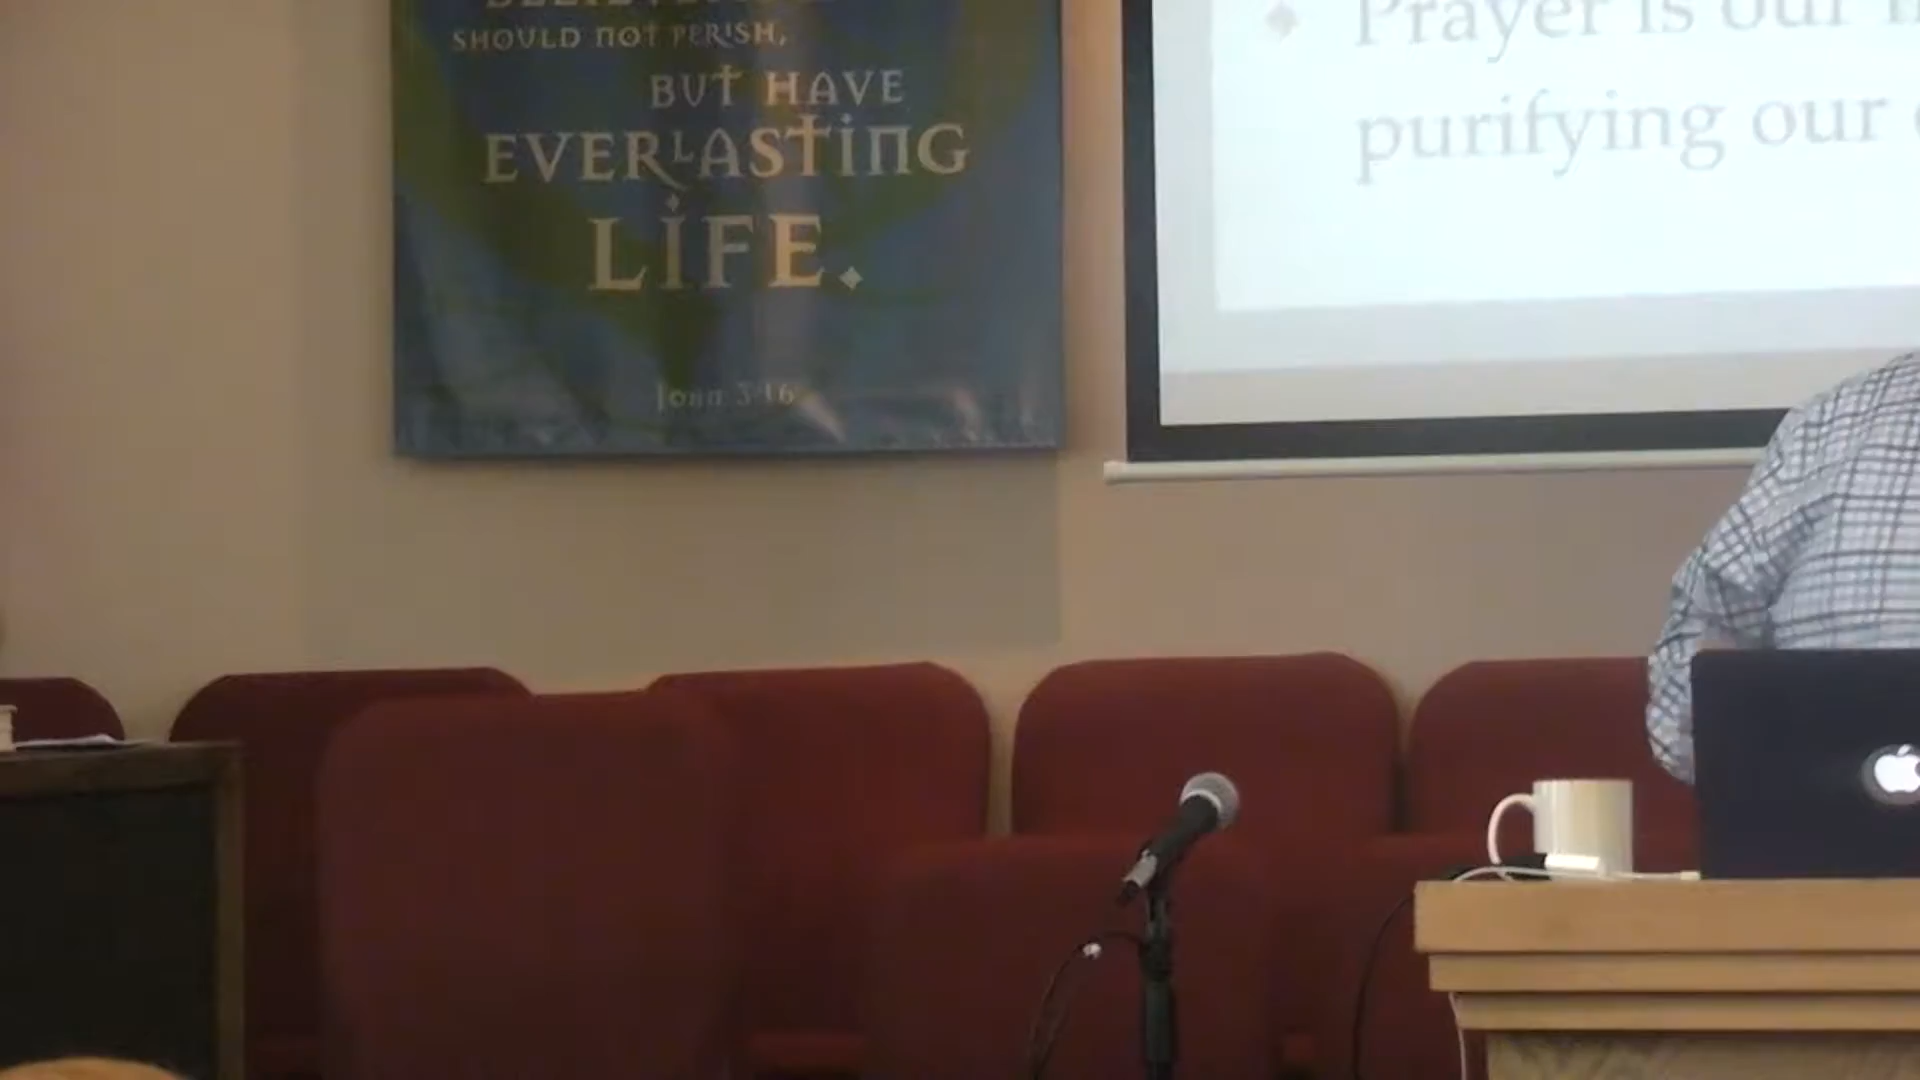 SHOULD NOT PERISH,
BUT HAVE
EVERLASTING
LIFE.
John 3:16
Prayer is our
purifying our